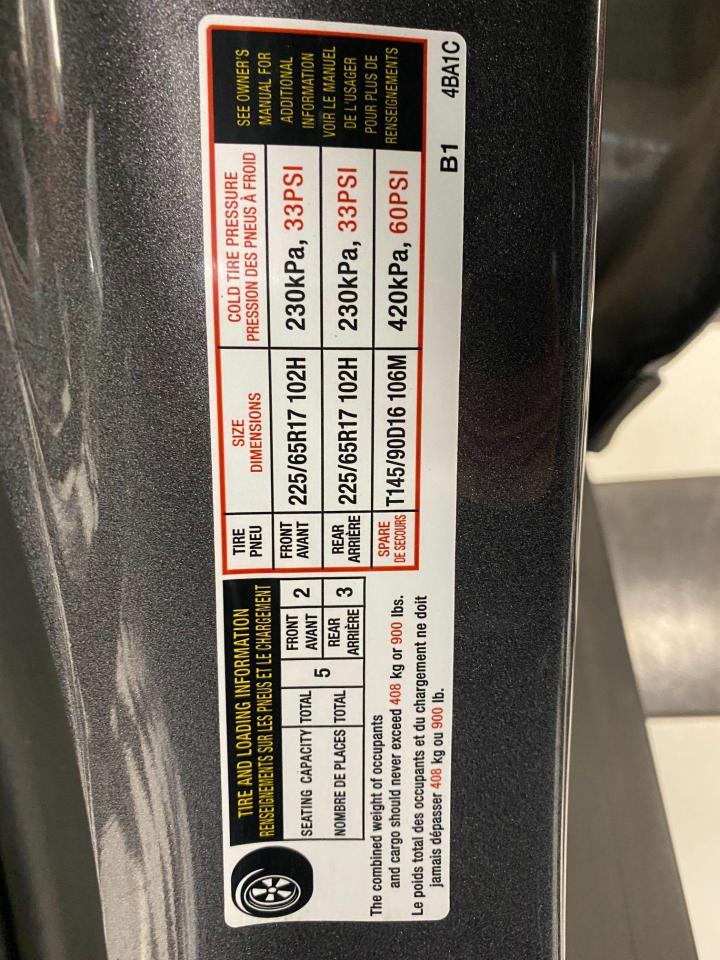 TIRE AND LOADING INFORMATION
RENSEIGNEMENTS SUR LES PNEUS ET LE CHARGEMENT
SEATING CAPACITY TOTAL 5 FRONT AVANT 2
NOMBRE DE PLACES TOTAL REAR ARRIÈRE 3
The combined weight of occupants
and cargo should never exceed 408 kg or 900 lbs.
Le poids total des occupants et du chargement ne doit
jamais dépasser 408 kg ou 900 lb.
TIRE
PNEU
SIZE
DIMENSIONS
COLD TIRE PRESSURE
PRESSION DES PNEUS À FROID
FRONT
AVANT
225/65R17 102H
230kPa, 33PSI
REAR
ARRIÈRE
225/65R17 102H
230kPa, 33PSI
SPARE
DE SECOURS
T145/90D16 106M
420kPa, 60PSI
SEE OWNER'S
MANUAL FOR
ADDITIONAL
INFORMATION
VOIR LE MANUEL
DE L'USAGER
POUR PLUS DE
RENSEIGNEMENTS
B1 4BA1C